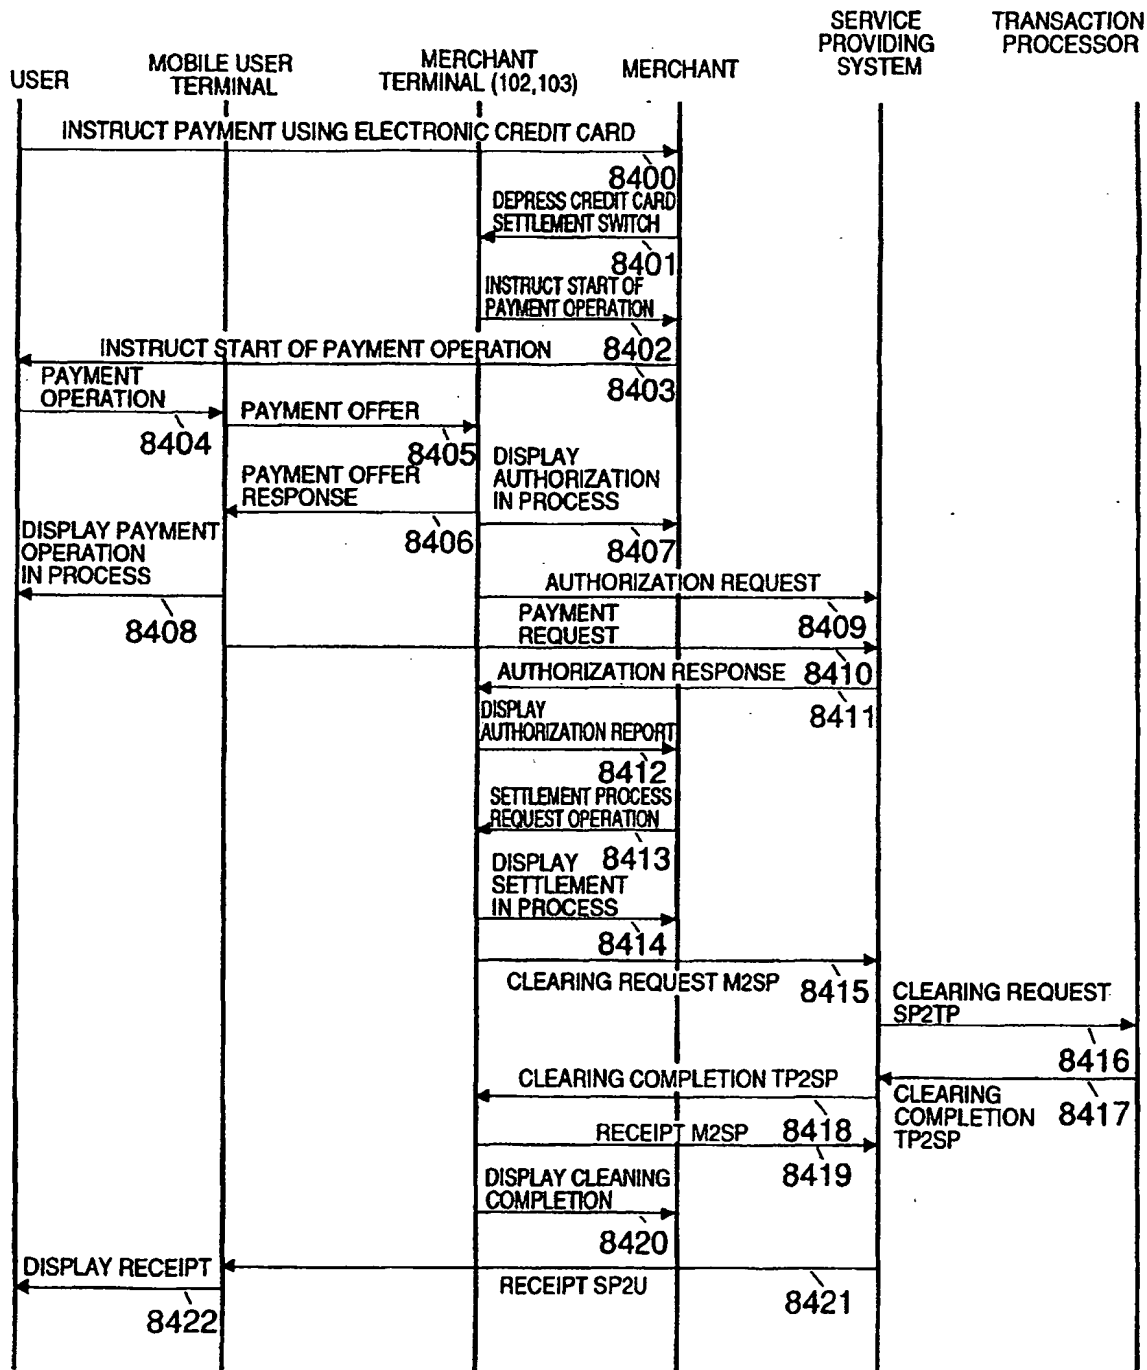 SERVICE
PROVIDING
SYSTEM
TRANSACTION
PROCESSOR
USER
MOBILE USER
TERMINAL
MERCHANT
TERMINAL (102,103)
MERCHANT
INSTRUCT PAYMENT USING ELECTRONIC CREDIT CARD
8400
DEPRESS CREDIT CARD
SETTLEMENT SWITCH
8401
INSTRUCT START OF
PAYMENT OPERATION
8402
INSTRUCT START OF PAYMENT OPERATION
8403
PAYMENT
OPERATION
8404
PAYMENT OFFER
8405
PAYMENT OFFER
RESPONSE
8406
DISPLAY
AUTHORIZATION
IN PROCESS
8407
DISPLAY PAYMENT
OPERATION
IN PROCESS
8408
AUTHORIZATION REQUEST
8409
PAYMENT
REQUEST
8410
AUTHORIZATION RESPONSE
8411
DISPLAY
AUTHORIZATION REPORT
8412
SETTLEMENT PROCESS
REQUEST OPERATION
8413
DISPLAY
SETTLEMENT
IN PROCESS
8414
CLEARING REQUEST M2SP
8415
CLEARING REQUEST
SP2TP
8416
CLEARING
COMPLETION
TP2SP
8417
CLEARING COMPLETION TP2SP
8418
RECEIPT M2SP
8419
DISPLAY CLEANING
COMPLETION
8420
RECEIPT SP2U
8421
DISPLAY RECEIPT
8422